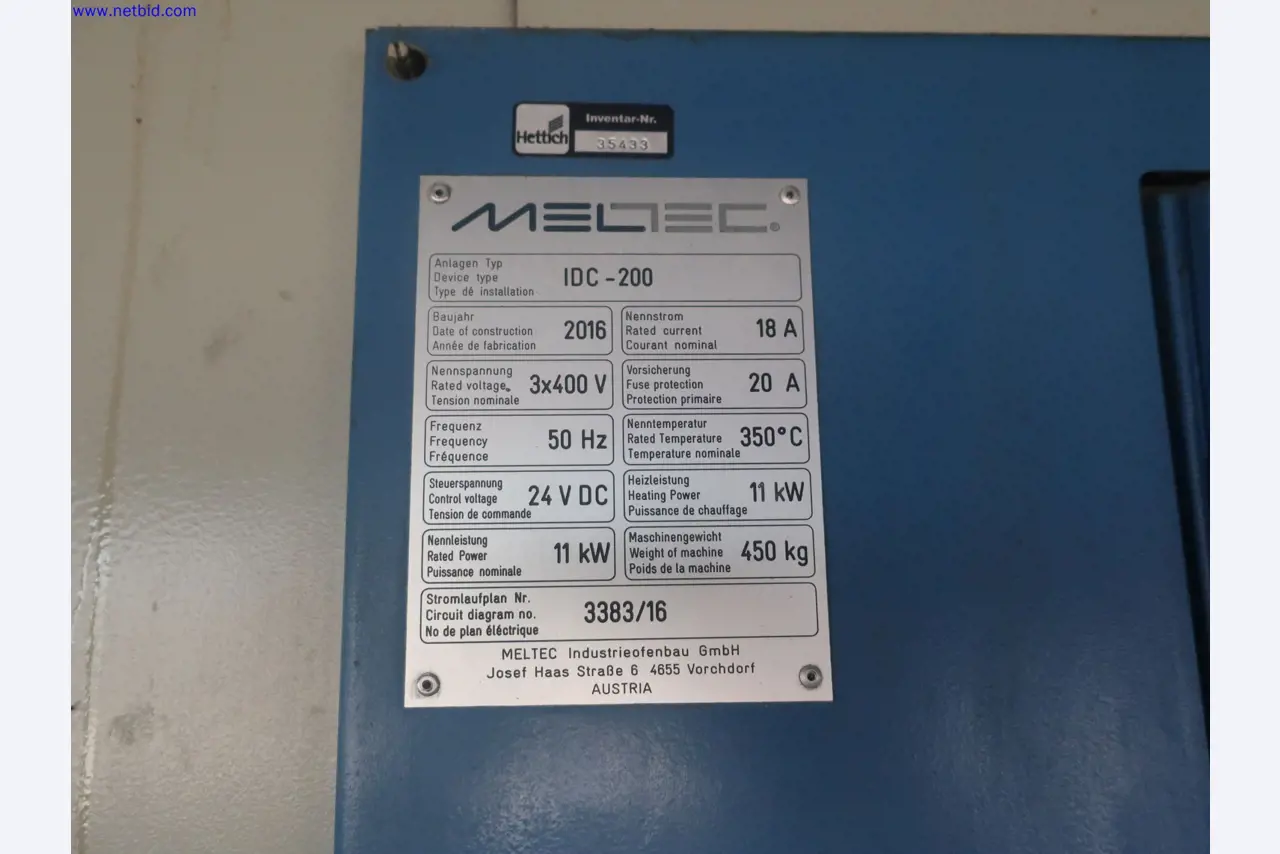 www.netbid.com
Hettich
Inventar-Nr.
35433
MELTEC®
Anlagen Typ
Device type
Type dé installation
IDC -200
Baujahr
Date of construction
Année de fabrication
2016
Nennstrom
Rated current
Courant nominal
18 A
Nennspannung
Rated voltage
Tension nominale
3x400 V
Vorsicherung
Fuse protection
Protection primaire
20 A
Frequenz
Frequency
Fréquence
50 Hz
Nenntemperatur
Rated Temperature
Temperature nominale
350°C
Steuerspannung
Control voltage
Tension de commande
24 V DC
Heizleistung
Heating Power
Puissance de chauffage
11 kW
Nennleistung
Rated Power
Puissance nominale
11 kW
Maschinengewicht
Weight of machine
Poids de la machine
450 kg
Stromlaufplan Nr.
Circuit diagram no.
No de plan éléctrique
3383/16
MELTEC Industrieofenbau GmbH
Josef Haas Straße 6 4655 Vorchdorf
AUSTRIA